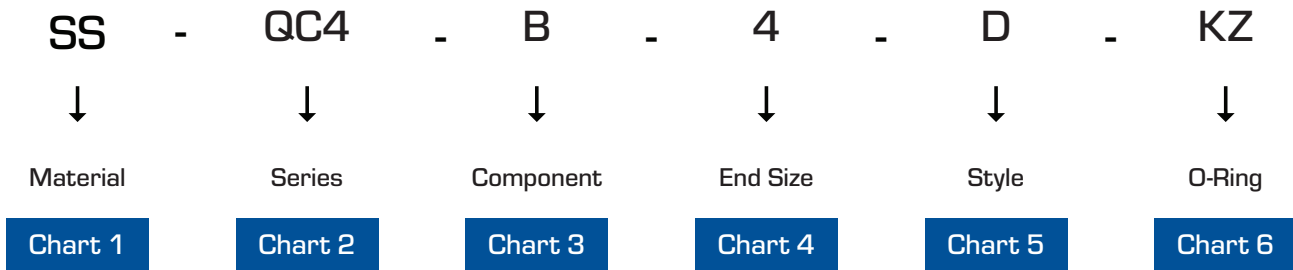 SS - QC4 - B - 4 - D - KZ
↓ ↓ ↓ ↓ ↓ ↓
Material Series Component End Size Style O-Ring
Chart 1 Chart 2 Chart 3 Chart 4 Chart 5 Chart 6